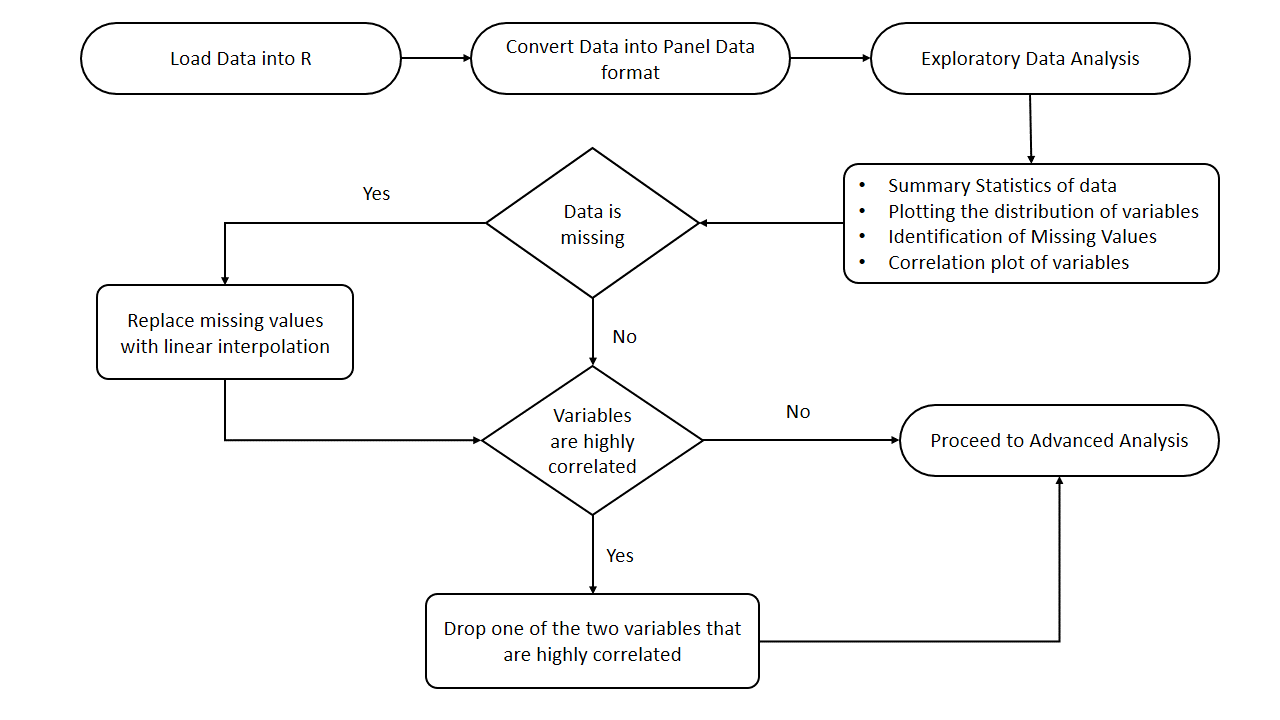 Load Data into R
Convert Data into Panel Data
format
Exploratory Data Analysis
• Summary Statistics of data
• Plotting the distribution of variables
• Identification of Missing Values
• Correlation plot of variables
Data is
missing
Yes
Replace missing values
with linear interpolation
No
Variables
are highly
correlated
No
Proceed to Advanced Analysis
Yes
Drop one of the two variables that
are highly correlated